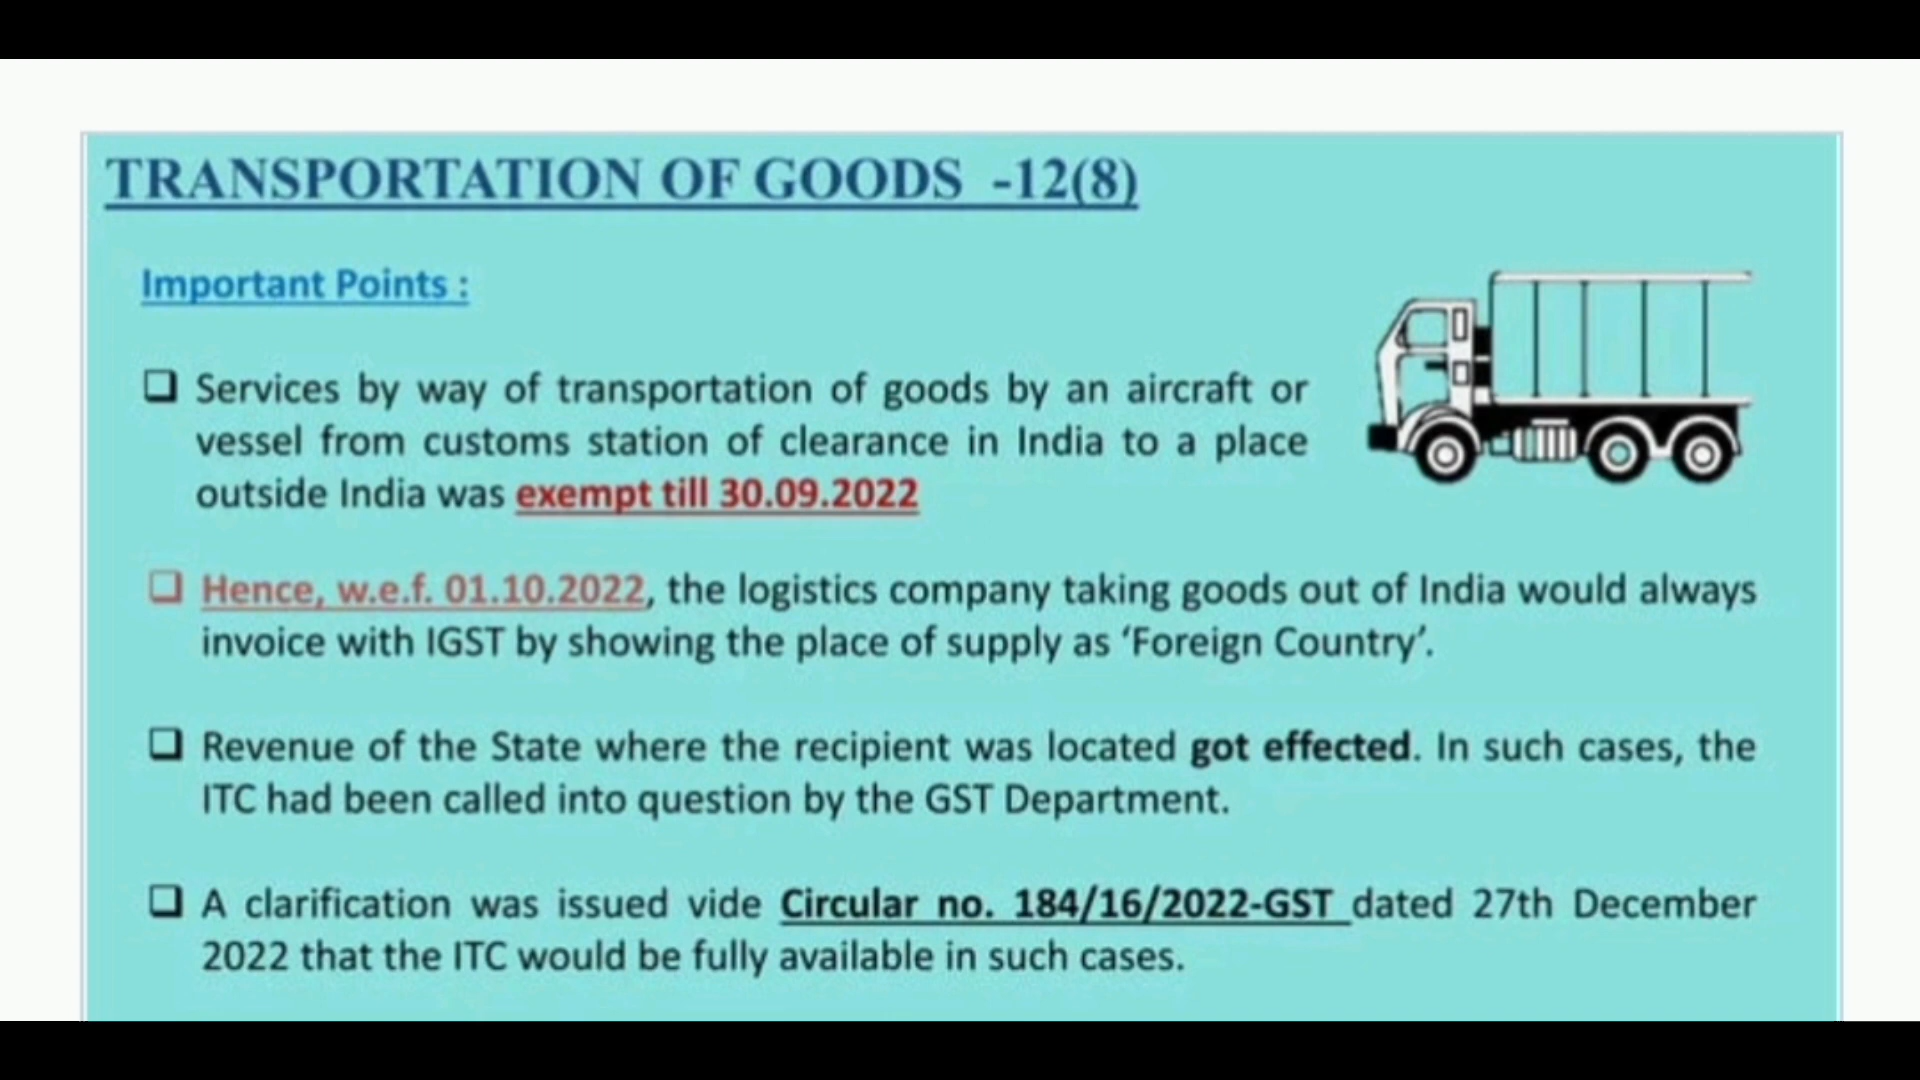 TRANSPORTATION OF GOODS -12(8)
Important Points :
❑ Services by way of transportation of goods by an aircraft or
vessel from customs station of clearance in India to a place
outside India was exempt till 30.09.2022
❑ Hence, w.e.f. 01.10.2022, the logistics company taking goods out of India would always
invoice with IGST by showing the place of supply as ‘Foreign Country’.
❑ Revenue of the State where the recipient was located got effected. In such cases, the
ITC had been called into question by the GST Department.
❑ A clarification was issued vide Circular no. 184/16/2022-GST dated 27th December
2022 that the ITC would be fully available in such cases.